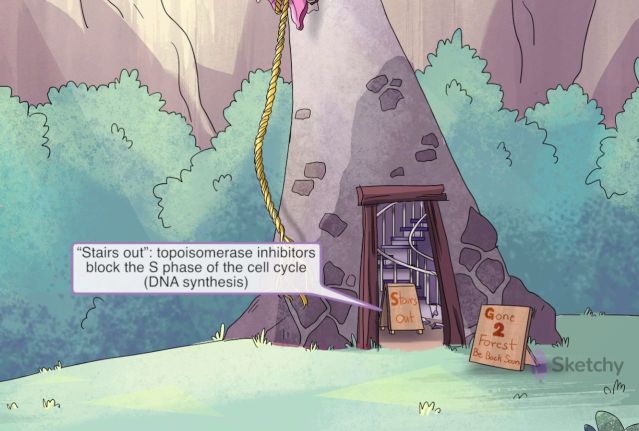 “Stairs out”: topoisomerase inhibitors
block the S phase of the cell cycle
(DNA synthesis)
Stairs
Out
Gone
2
Forest
Be Back Soon
Sketchy